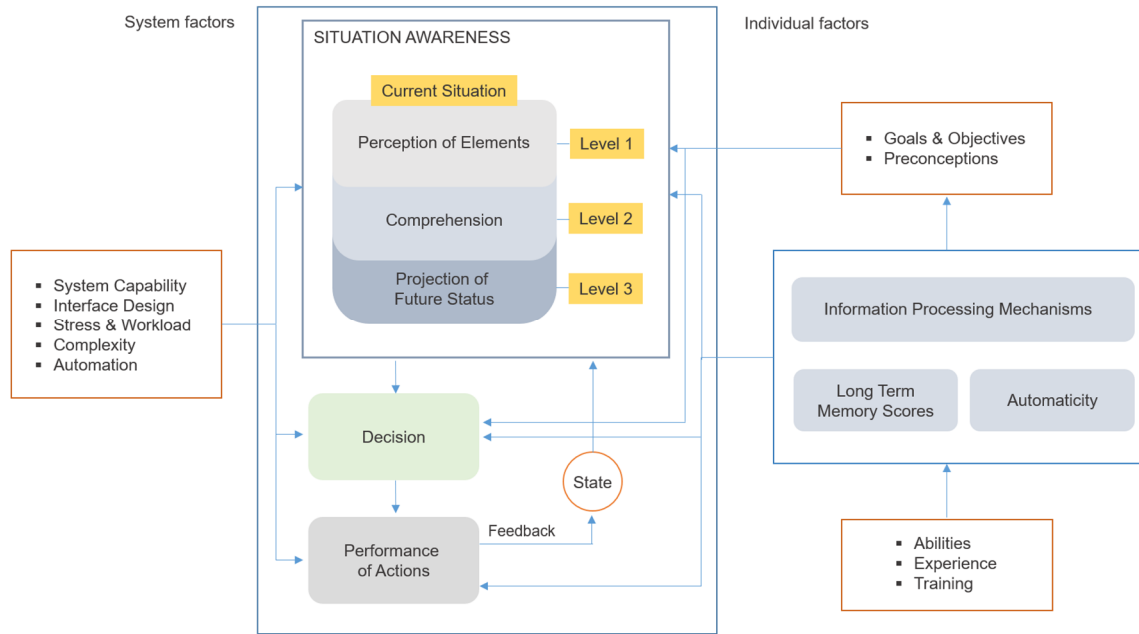 System factors
Individual factors
SITUATION AWARENESS
Current Situation
Perception of Elements
Level 1
Comprehension
Level 2
Projection of
Future Status
Level 3
▪ System Capability
▪ Interface Design
▪ Stress & Workload
▪ Complexity
▪ Automation
Decision
State
Feedback
Performance
of Actions
▪ Goals & Objectives
▪ Preconceptions
Information Processing Mechanisms
Long Term
Memory Scores
Automaticity
▪ Abilities
▪ Experience
▪ Training